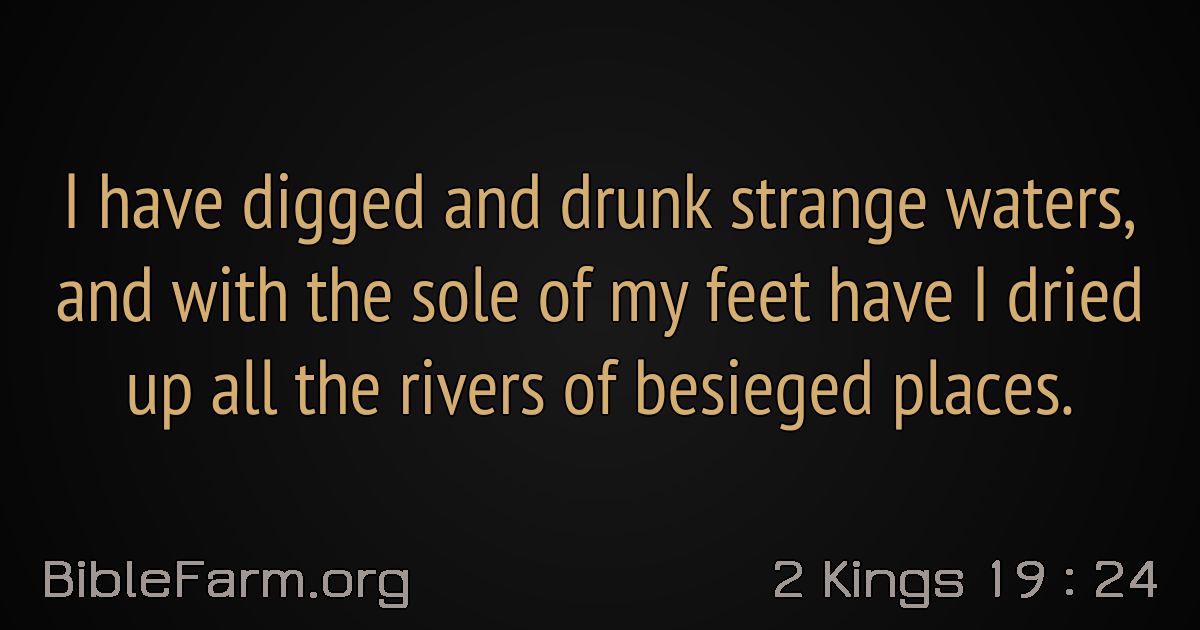 I have digged and drunk strange waters,
and with the sole of my feet have I dried
up all the rivers of besieged places.
BibleFarm.org
2 Kings 19 : 24